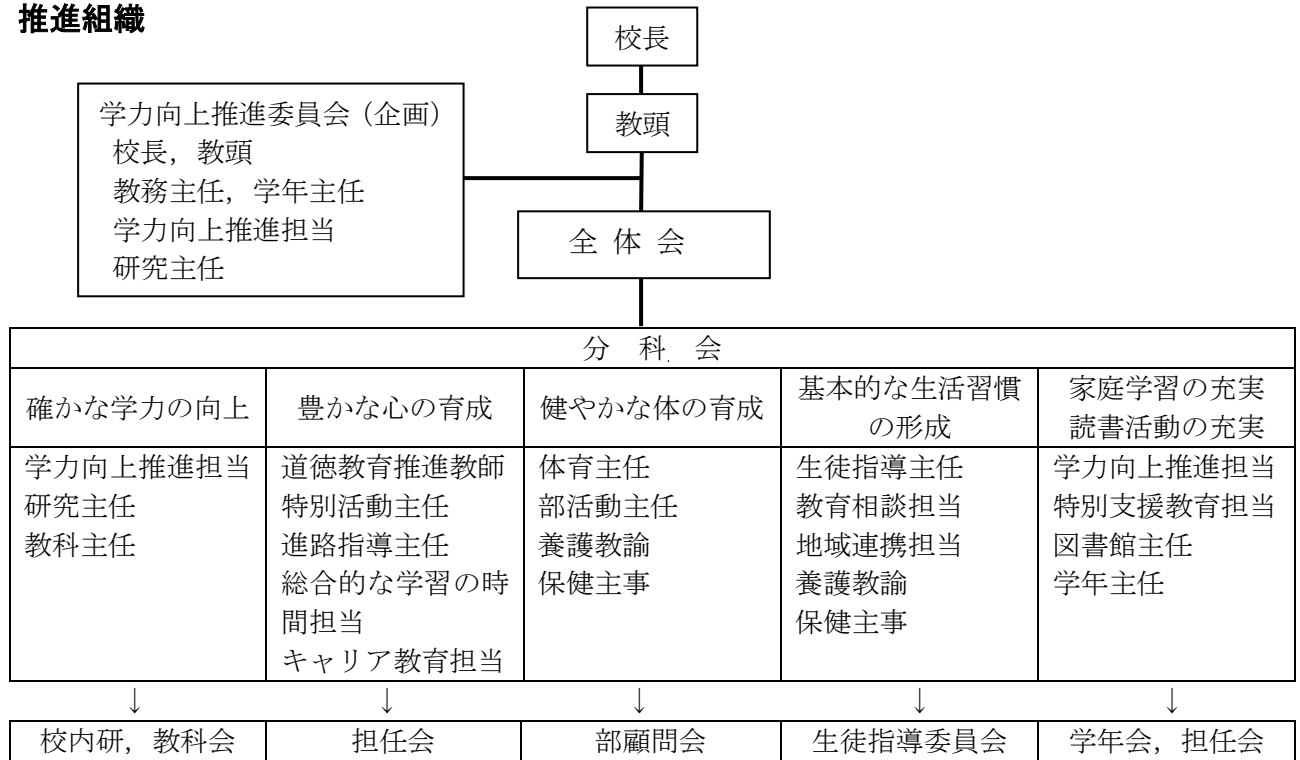 推進組織
校長
教頭
学力向上推進委員会（企画）
校長，教頭
教務主任，学年主任
学力向上推進担当
研究主任
全 体 会
分 科 会
確かな学力の向上
豊かな心の育成
健やかな体の育成
基本的な生活習慣
の形成
家庭学習の充実
読書活動の充実
学力向上推進担当
研究主任
教科主任
道徳教育推進教師
特別活動主任
進路指導主任
総合的な学習の時
間担当
キャリア教育担当
体育主任
部活動主任
養護教諭
保健主事
生徒指導主任
教育相談担当
地域連携担当
養護教諭
保健主事
学力向上推進担当
特別支援教育担当
図書館主任
学年主任
↓ ↓ ↓ ↓ ↓
校内研，教科会
担任会
部顧問会
生徒指導委員会
学年会，担任会